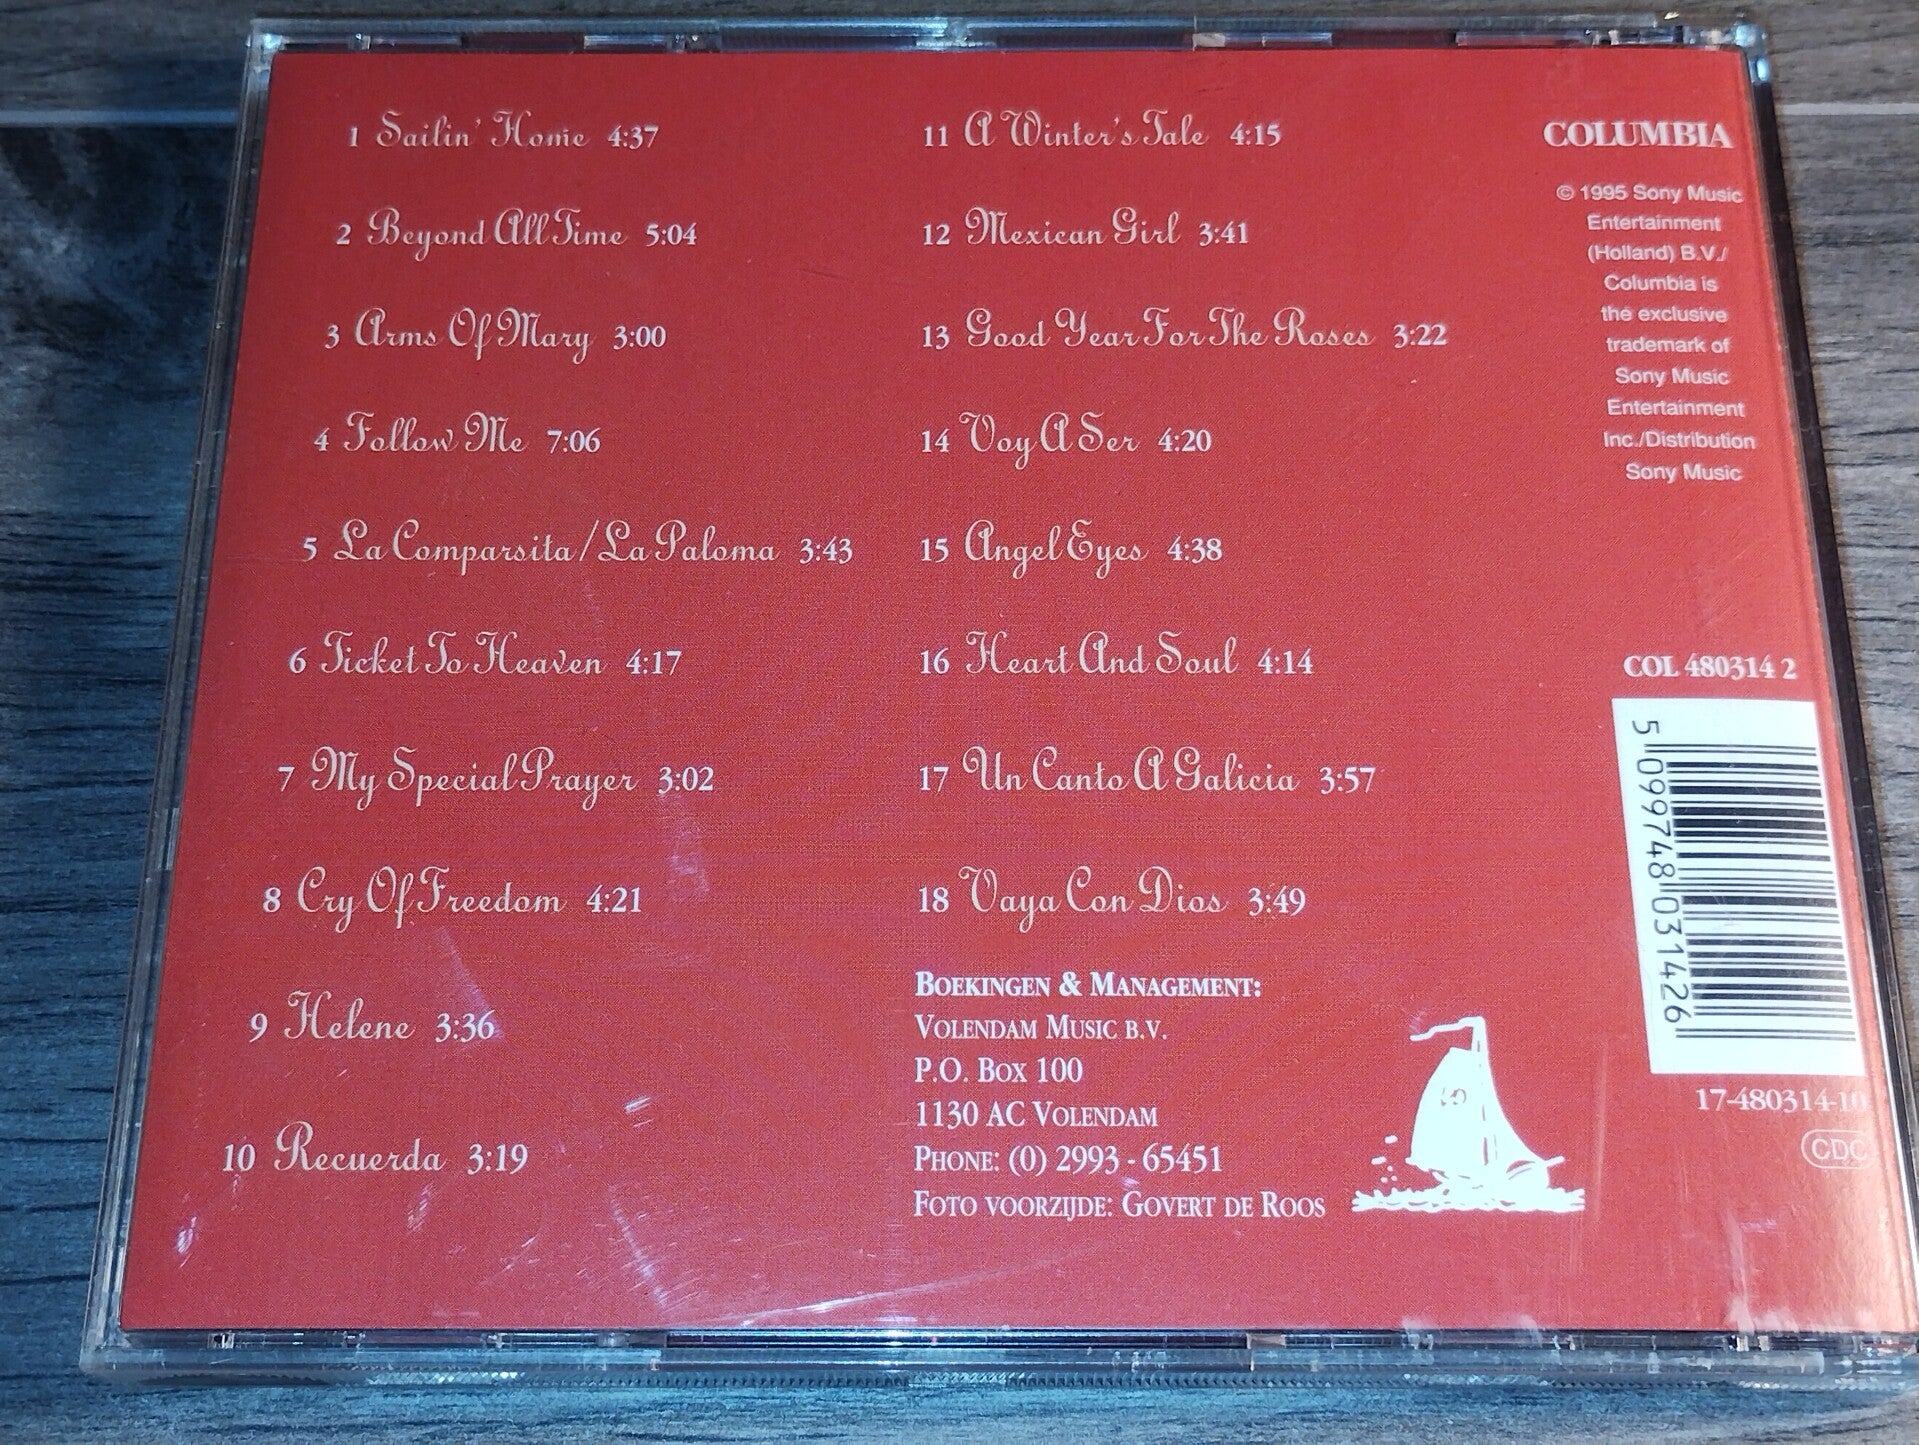 1 Sailin' Home 4:37
2 Beyond All Time 5:04
3 Arms Of Mary 3:00
4 Follow Me 7:06
5 La Comparsita / La Paloma 3:43
6 Ticket To Heaven 4:17
7 My Special Prayer 3:02
8 Cry Of Freedom 4:21
9 Helene 3:36
10 Recuerda 3:19
11 A Winter's Tale 4:15
12 Mexican Girl 3:41
13 Good Year For The Roses 3:22
14 Voy A Ser 4:20
15 Angel Eyes 4:38
16 Heart And Soul 4:14
17 Un Canto A Galicia 3:57
18 Vaya Con Dios 3:49
BOEKINGEN & MANAGEMENT:
VOLENDAM MUSIC B.V.
P.O. BOX 100
1130 AC VOLENDAM
PHONE: (0) 2993 - 65451
FOTO VOORZIJDE: GOVERT DE ROOS
COLUMBIA
© 1995 Sony Music
Entertainment
(Holland) B.V./
Columbia is
the exclusive
trademark of
Sony Music
Entertainment
Inc./Distribution
Sony Music
COL 480314 2
5 099748 031426
17-480314-10
CDC